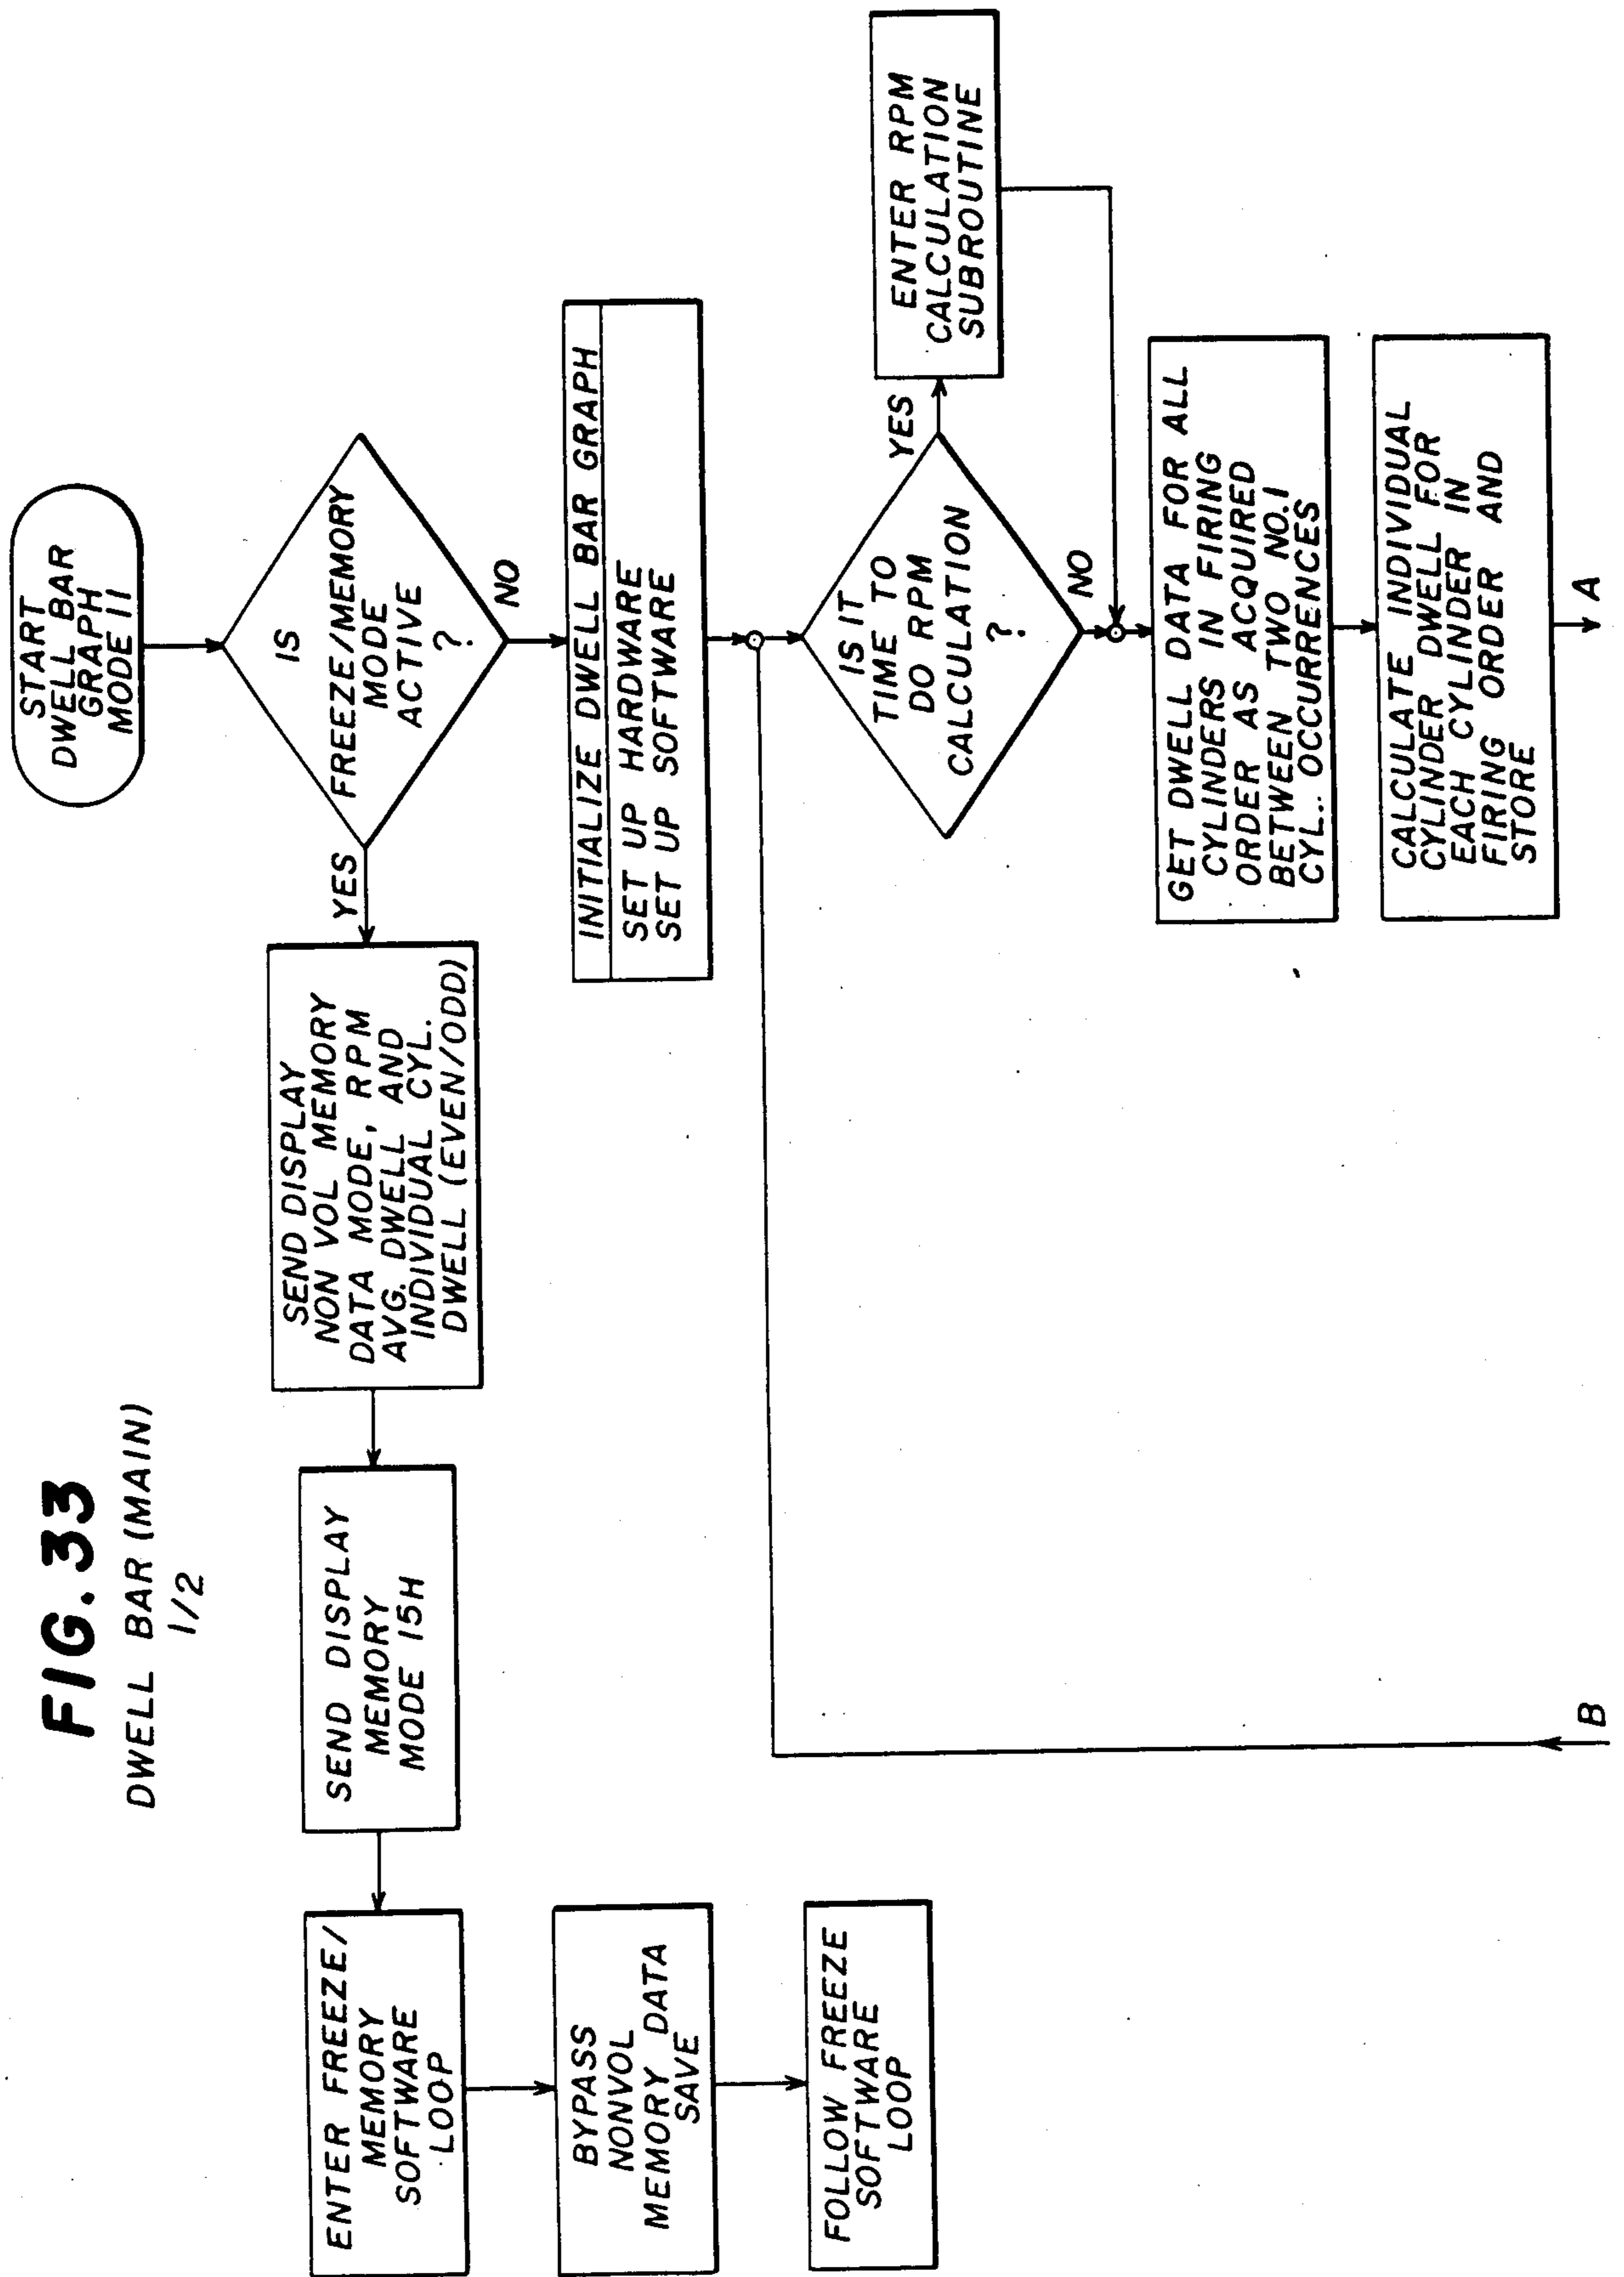 FIG. 33
DWELL BAR (MAIN)
1/2
START
DWELL BAR
GRAPH
MODE 11
IS
FREEZE/MEMORY
MODE
ACTIVE
?
YES
NO
SEND DISPLAY
NON VOL MEMORY
DATA MODE, RPM
AVG. DWELL AND
INDIVIDUAL CYL.
DWELL (EVEN/ODD)
SEND DISPLAY
MEMORY
MODE 15H
ENTER FREEZE/
MEMORY
SOFTWARE
LOOP
BYPASS
NONVOL
MEMORY DATA
SAVE
FOLLOW FREEZE
SOFTWARE
LOOP
INITIALIZE DWELL BAR GRAPH
SET UP HARDWARE
SET UP SOFTWARE
IS IT
TIME TO
DO RPM
CALCULATION
?
YES
NO
ENTER RPM
CALCULATION
SUBROUTINE
GET DWELL DATA FOR ALL
CYLINDERS IN FIRING
ORDER AS ACQUIRED
BETWEEN TWO NO.1
CYL... OCCURRENCES
CALCULATE INDIVIDUAL
CYLINDER DWELL FOR
EACH CYLINDER IN
FIRING ORDER AND
STORE
A
B